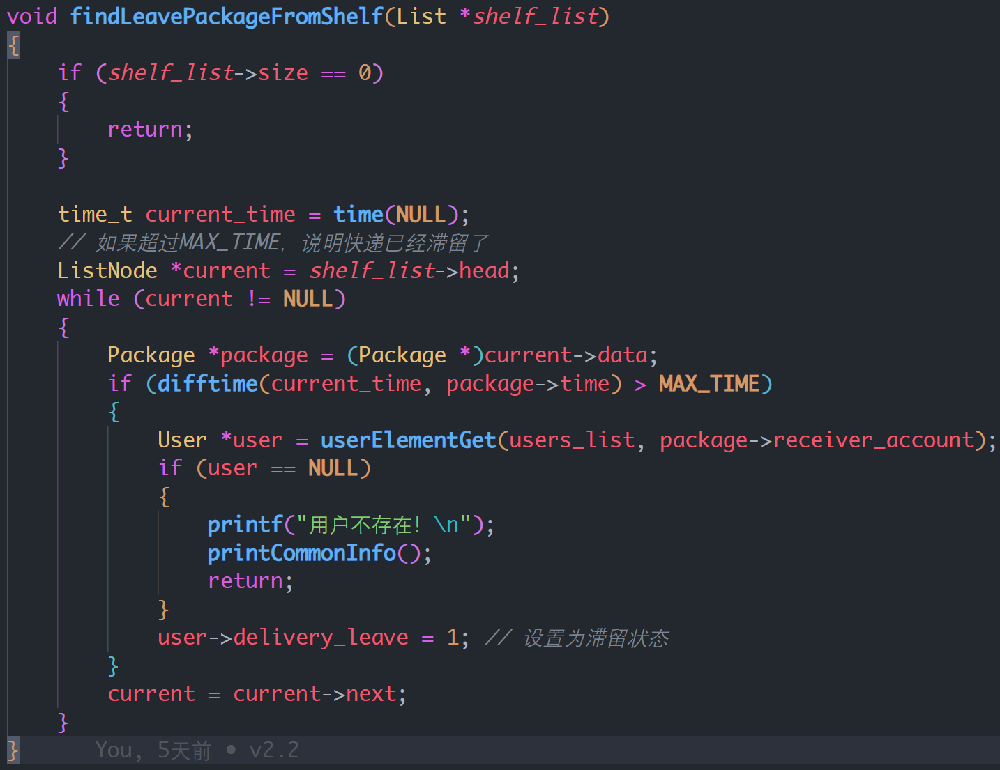 void findLeavePackageFromShelf(List *shelf_list)
{
    if (shelf_list->size == 0)
    {
        return;
    }

    time_t current_time = time(NULL);
    // 如果超过MAX_TIME，说明快递已经滞留了
    ListNode *current = shelf_list->head;
    while (current != NULL)
    {
        Package *package = (Package *)current->data;
        if (difftime(current_time, package->time) > MAX_TIME)
        {
            User *user = userElementGet(users_list, package->receiver_account);
            if (user == NULL)
            {
                printf("用户不存在！\n");
                printCommonInfo();
                return;
            }
            user->delivery_leave = 1; // 设置为滞留状态
        }
        current = current->next;
    }
}      You, 5天前 • v2.2